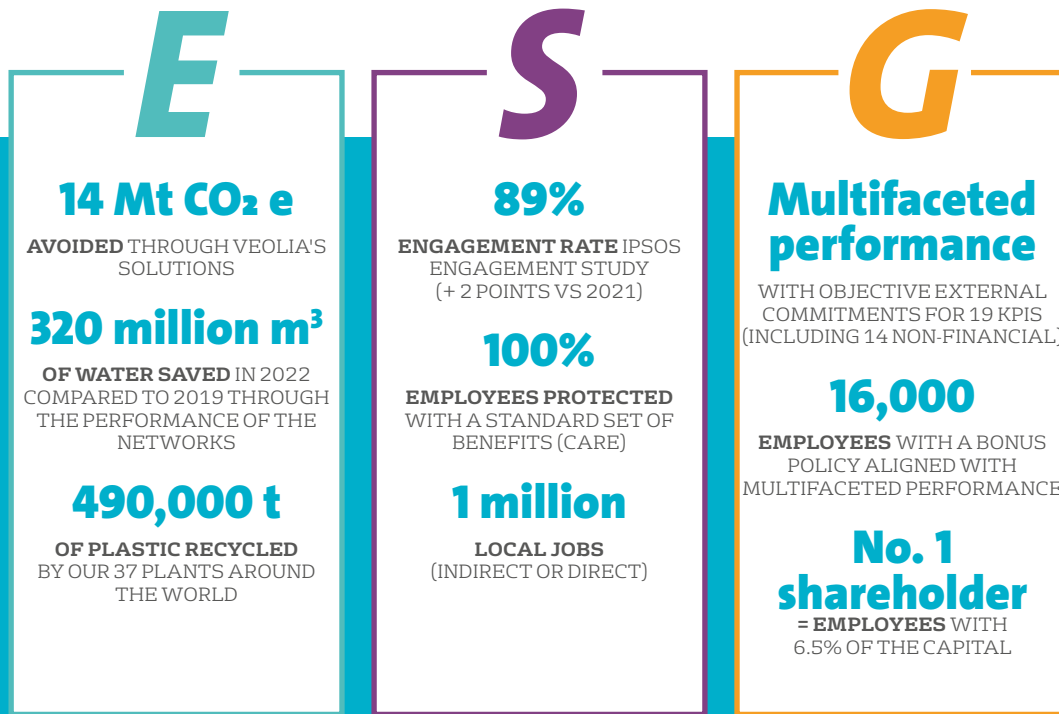 E
14 Mt CO₂ e
AVOIDED THROUGH VEOLIA'S
SOLUTIONS
320 million m³
OF WATER SAVED IN 2022
COMPARED TO 2019 THROUGH
THE PERFORMANCE OF THE
NETWORKS
490,000 t
OF PLASTIC RECYCLED
BY OUR 37 PLANTS AROUND
THE WORLD
S
89%
ENGAGEMENT RATE IPSOS
ENGAGEMENT STUDY
(+ 2 POINTS VS 2021)
100%
EMPLOYEES PROTECTED
WITH A STANDARD SET OF
BENEFITS (CARE)
1 million
LOCAL JOBS
(INDIRECT OR DIRECT)
G
Multifaceted
performance
WITH OBJECTIVE EXTERNAL
COMMITMENTS FOR 19 KPIS
(INCLUDING 14 NON-FINANCIAL)
16,000
EMPLOYEES WITH A BONUS
POLICY ALIGNED WITH
MULTIFACETED PERFORMANCE
No. 1
shareholder
= EMPLOYEES WITH
6.5% OF THE CAPITAL